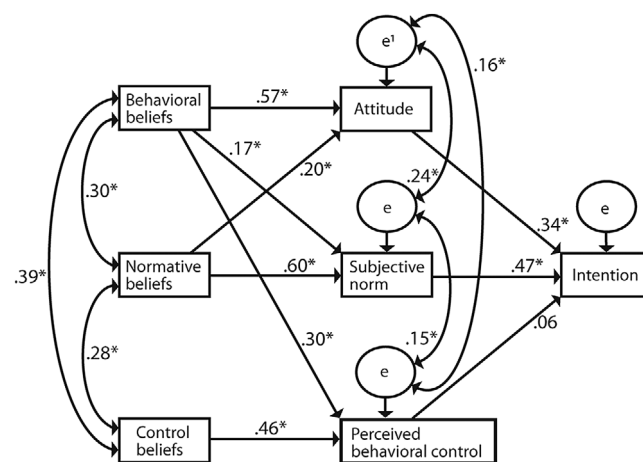 e¹
.16*
Behavioral
beliefs
.57*
Attitude
.17*
.20*
.24*
.30*
e
e
.34*
.39*
Normative
beliefs
.60*
Subjective
norm
.47*
Intention
.28*
.30*
.15*
.06
e
Control
beliefs
.46*
Perceived
behavioral control